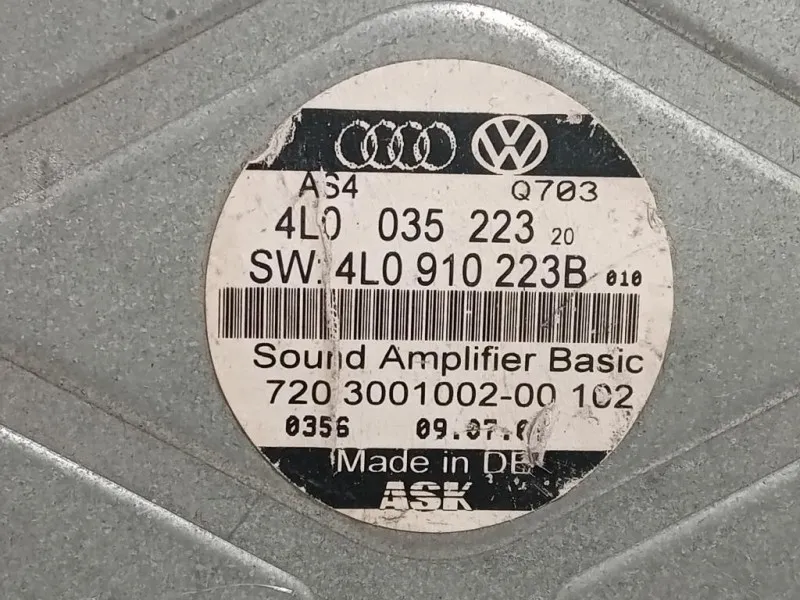 AS4 Q703
4L0 035 223 20
SW: 4L0 910 223B 010
Sound Amplifier Basic
720 3001002-00 102
0356
Made in DE
ASK